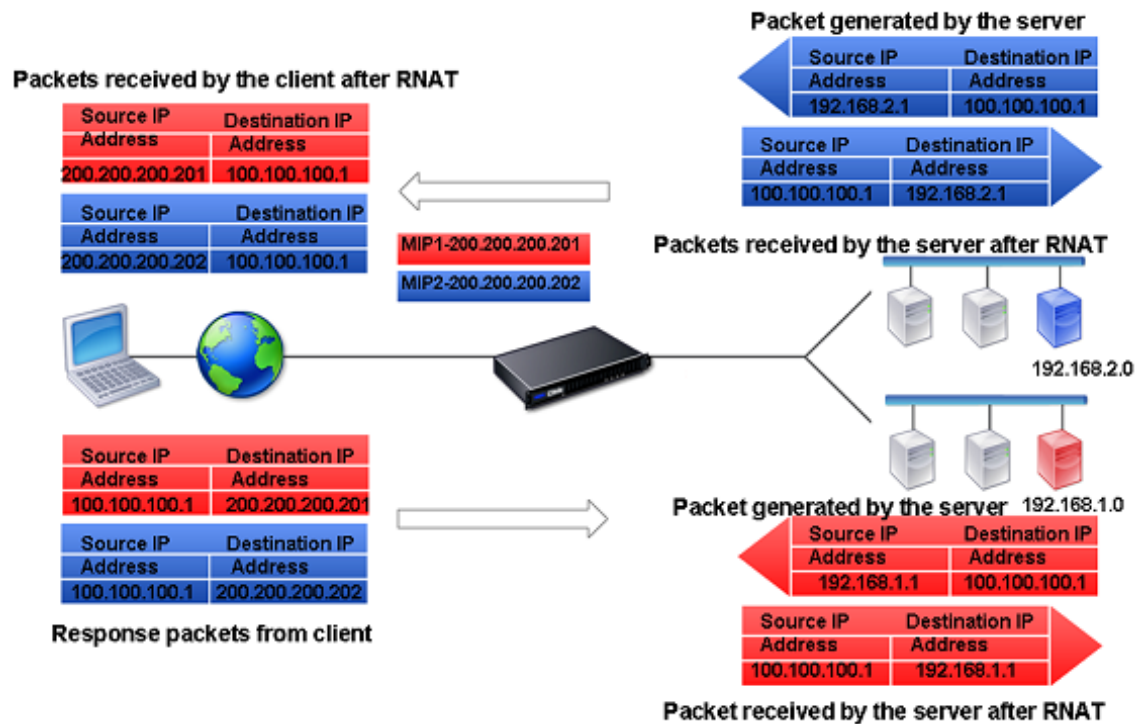 Packet generated by the server
Source IP Destination IP
Address Address
192.168.2.1 100.100.100.1
Source IP Destination IP
Address Address
100.100.100.1 192.168.2.1
Packets received by the server after RNAT
Packets received by the client after RNAT
Source IP Destination IP
Address Address
200.200.200.201 100.100.100.1
Source IP Destination IP
Address Address
200.200.200.202 100.100.100.1
MIP1-200.200.200.201
MIP2-200.200.200.202
192.168.2.0
192.168.1.0
Source IP Destination IP
Address Address
100.100.100.1 200.200.200.201
Source IP Destination IP
Address Address
100.100.100.1 200.200.200.202
Response packets from client
Packet generated by the server
Source IP Destination IP
Address Address
192.168.1.1 100.100.100.1
Source IP Destination IP
Address Address
100.100.100.1 192.168.1.1
Packet received by the server after RNAT